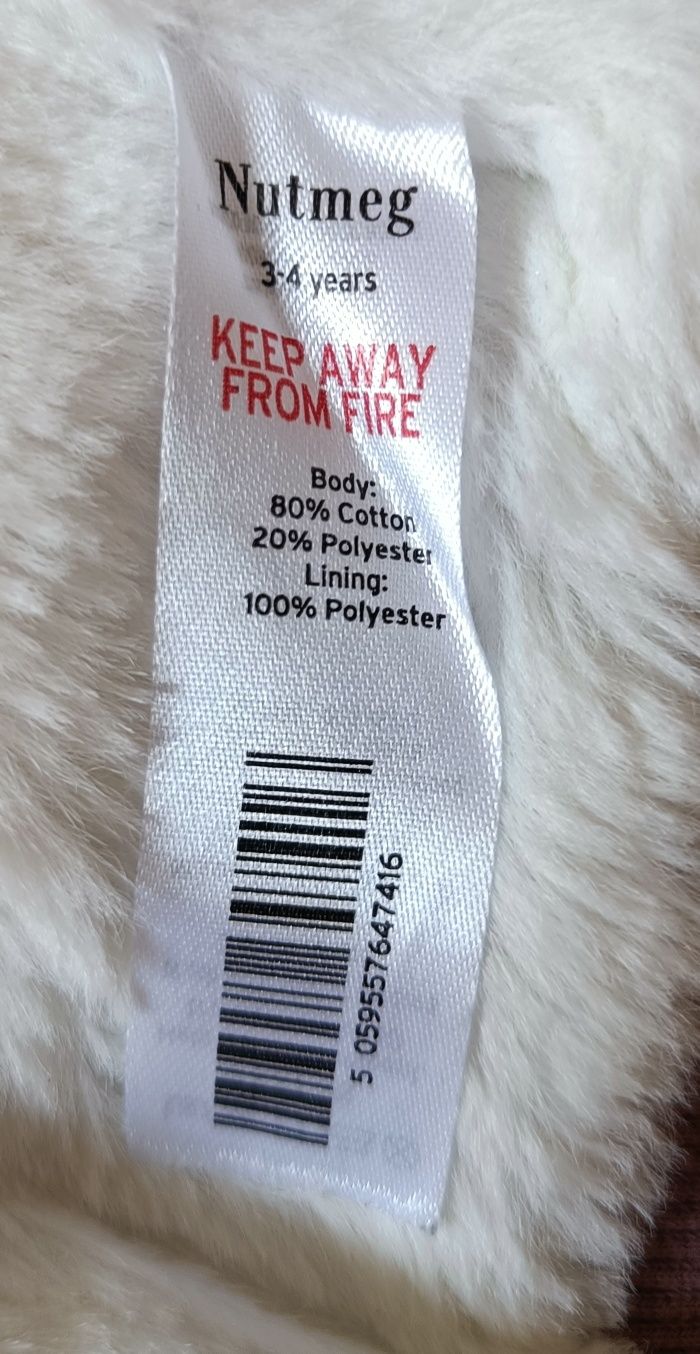 Nutmeg
3-4 years
KEEP AWAY
FROM FIRE
Body:
80% Cotton
20% Polyester
Lining:
100% Polyester
5 059557647416